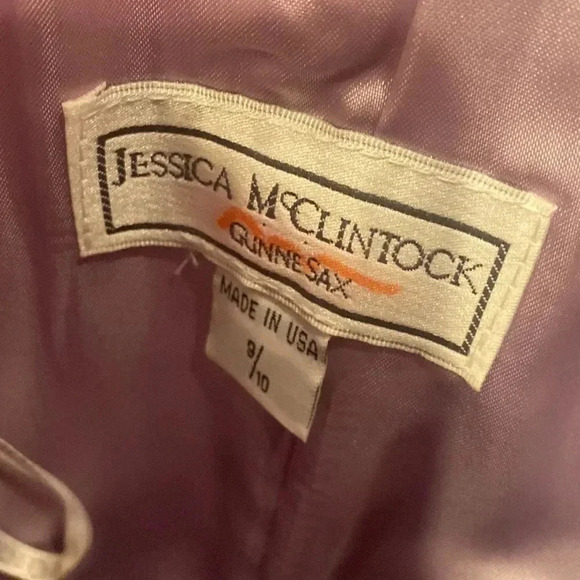 JESSICA McCLINTOCK
GUNNE SAX
MADE IN USA
9/10